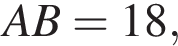 AB = 18,